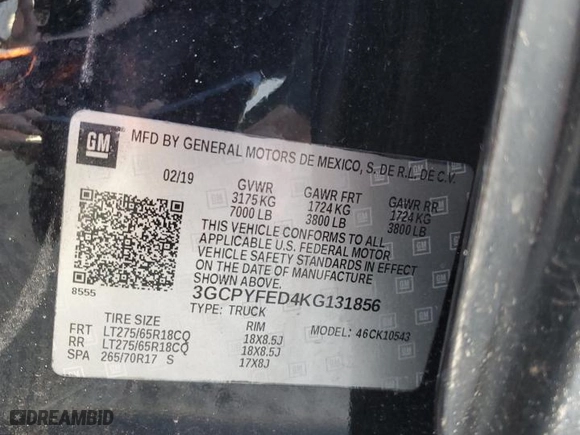 GM
MFD BY GENERAL MOTORS DE MEXICO, S. DE R.L. DE C.V.
02/19
GVWR GAWR FRT GAWR RR
3175 KG 1724 KG 1724 KG
7000 LB 3800 LB 3800 LB
THIS VEHICLE CONFORMS TO ALL
APPLICABLE U.S. FEDERAL MOTOR
VEHICLE SAFETY STANDARDS IN EFFECT
ON THE DATE OF MANUFACTURE
SHOWN ABOVE.
8555
3GCPYFED4KG131856
TYPE: TRUCK
TIRE SIZE RIM MODEL: 46CK10543
FRT LT275/65R18CQ 18X8.5J
RR LT275/65R18CQ 18X8.5J
SPA 265/70R17 S 17X8J
DREAMBID